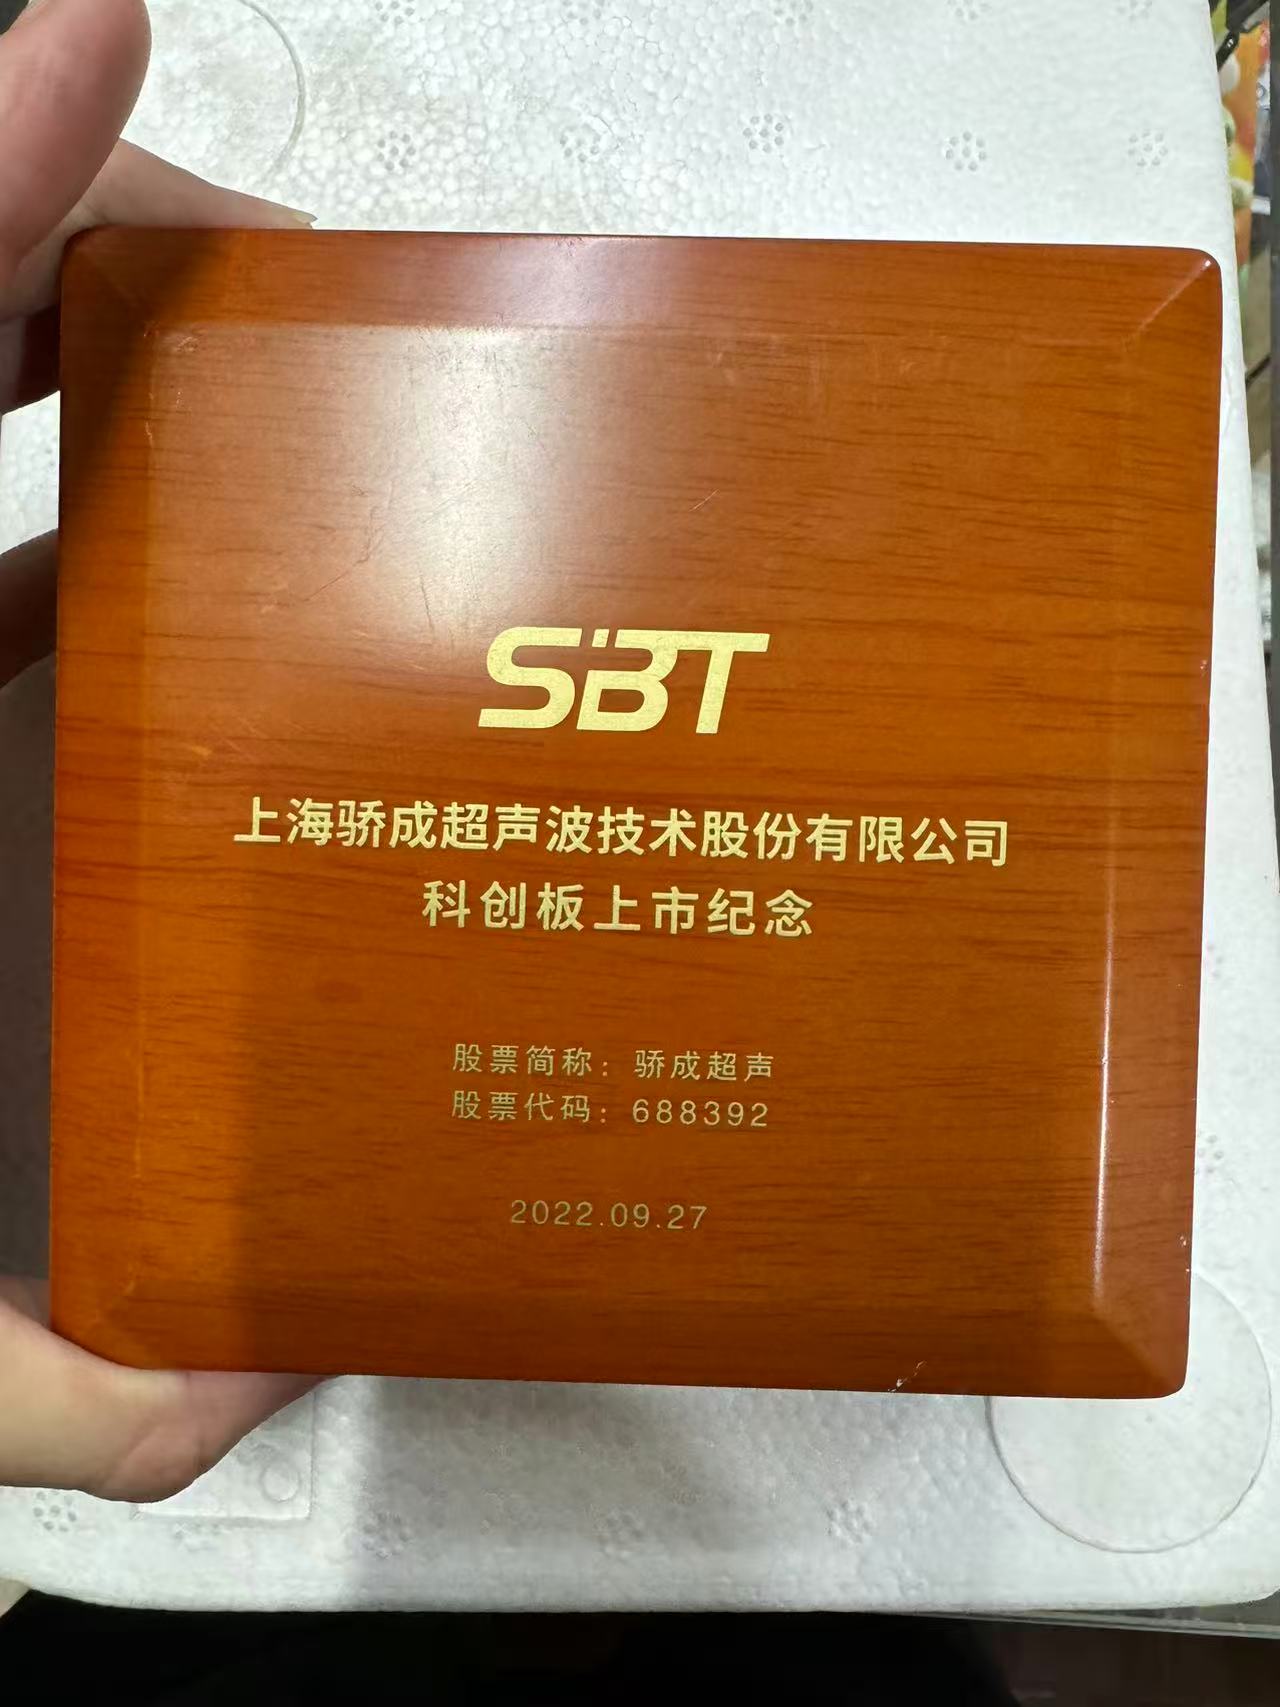 SBT
上海骄成超声波技术股份有限公司
科创板上市纪念
股票简称：骄成超声
股票代码：688392
2022.09.27